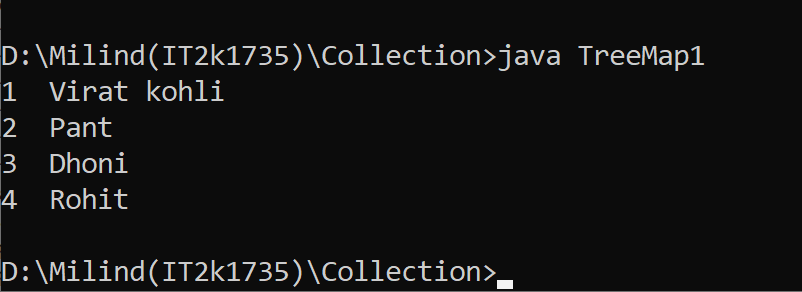 D:\Milind(IT2k1735)\Collection>java TreeMap1
1  Virat kohli
2  Pant
3  Dhoni
4  Rohit
D:\Milind(IT2k1735)\Collection>